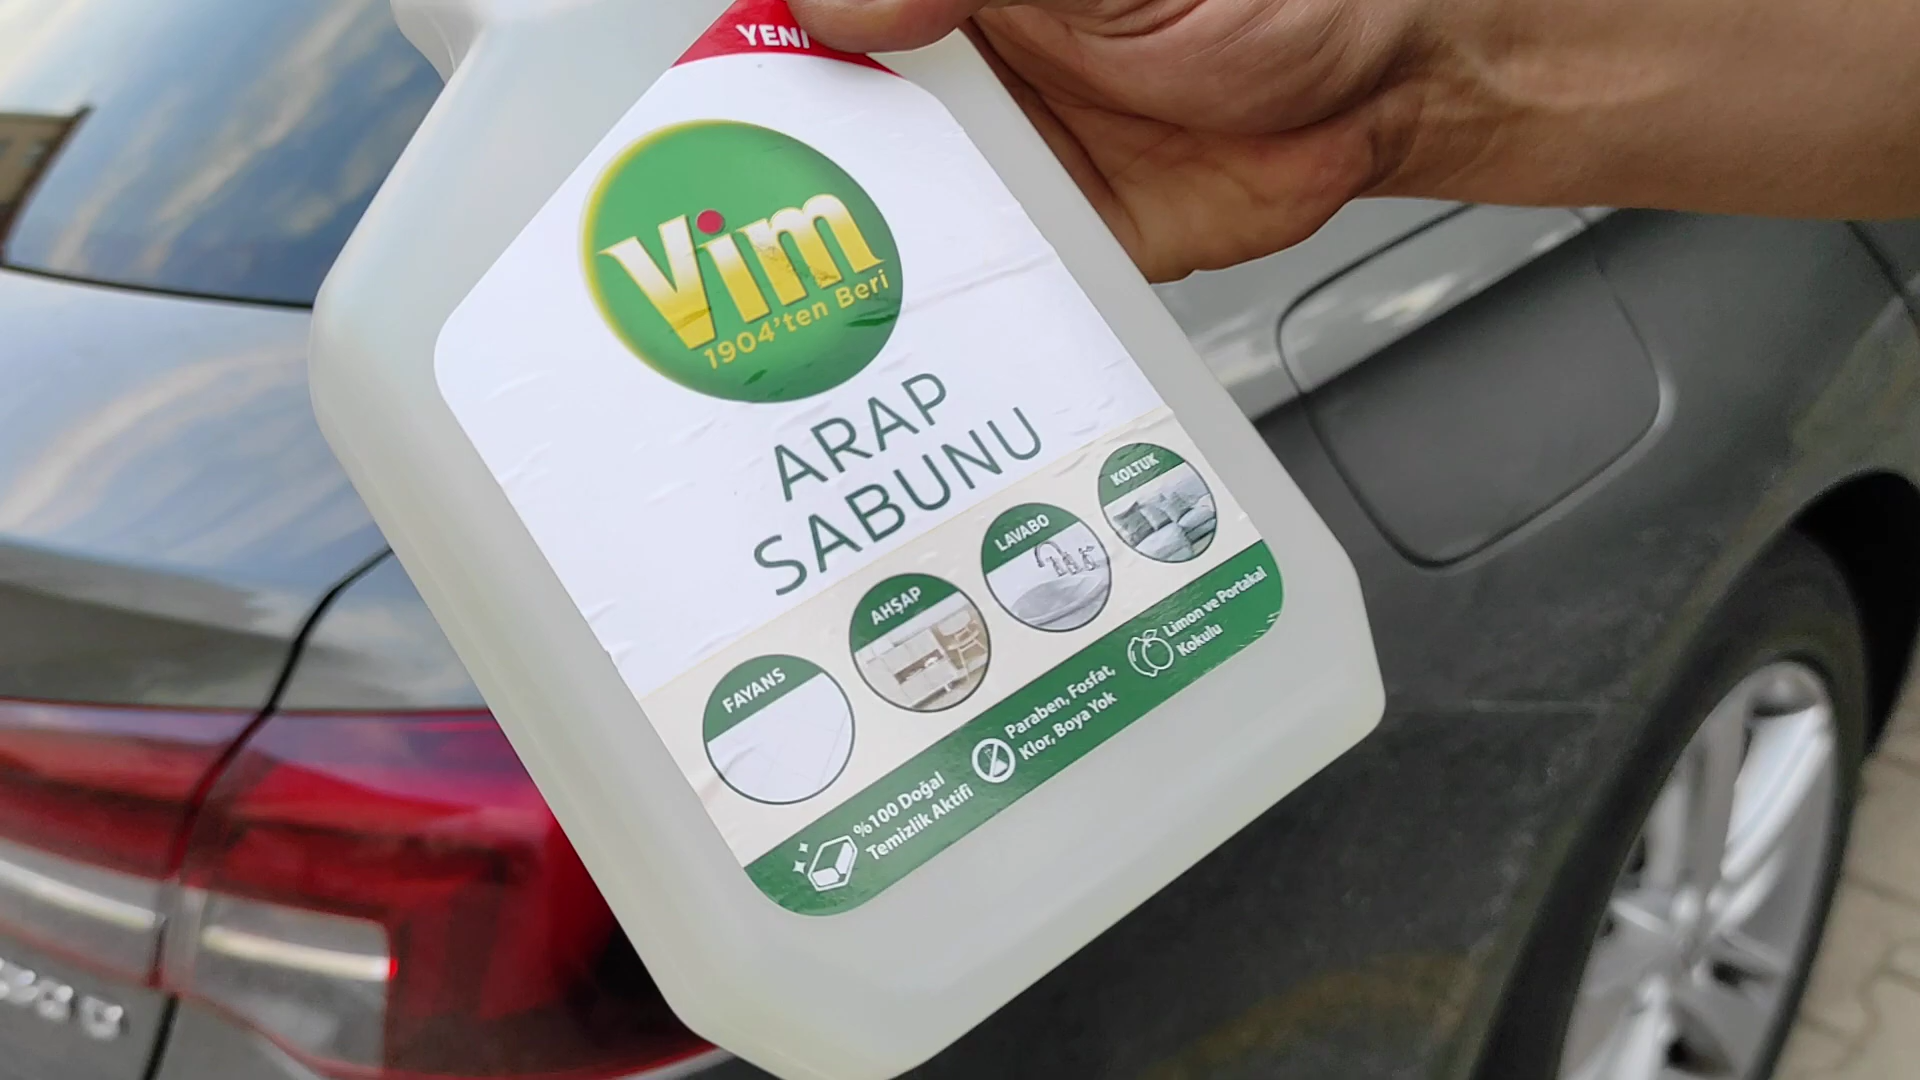 YENİ
Vim
1904'ten Beri
ARAP
SABUNU
FAYANS
AHŞAP
LAVABO
KOLTUK
%100 Doğal
Temizlik Aktifi
Paraben, Fosfat,
Klor, Boya Yok
Limon ve Portakal
Kokulu